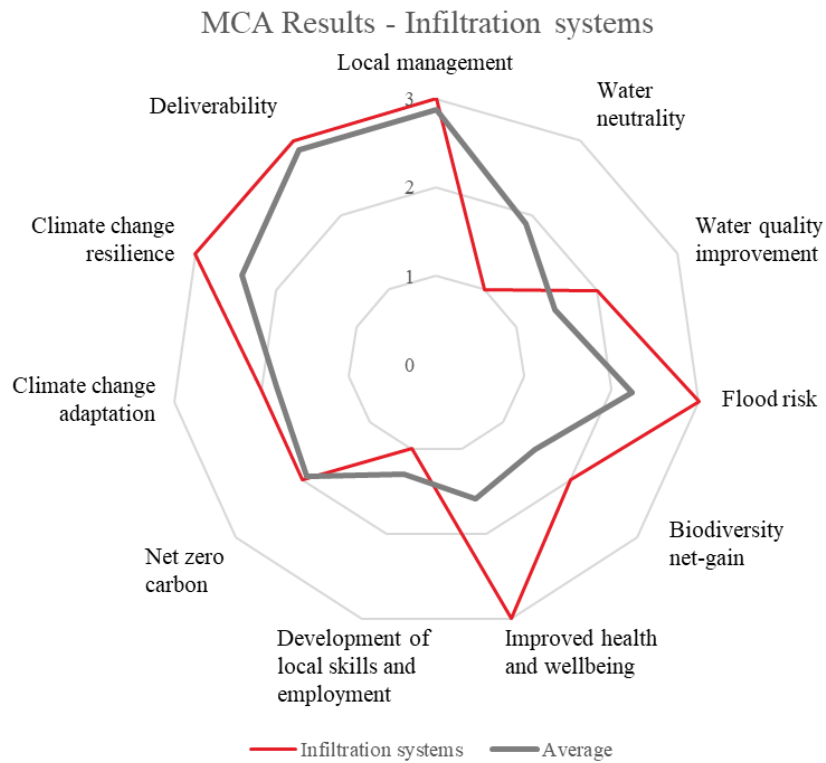 MCA Results - Infiltration systems
Local management
Water
neutrality
Water quality
improvement
Flood risk
Biodiversity
net-gain
Improved health
and wellbeing
Development of
local skills and
employment
Net zero
carbon
Climate change
adaptation
Climate change
resilience
Deliverability
3
2
1
0
Infiltration systems
Average